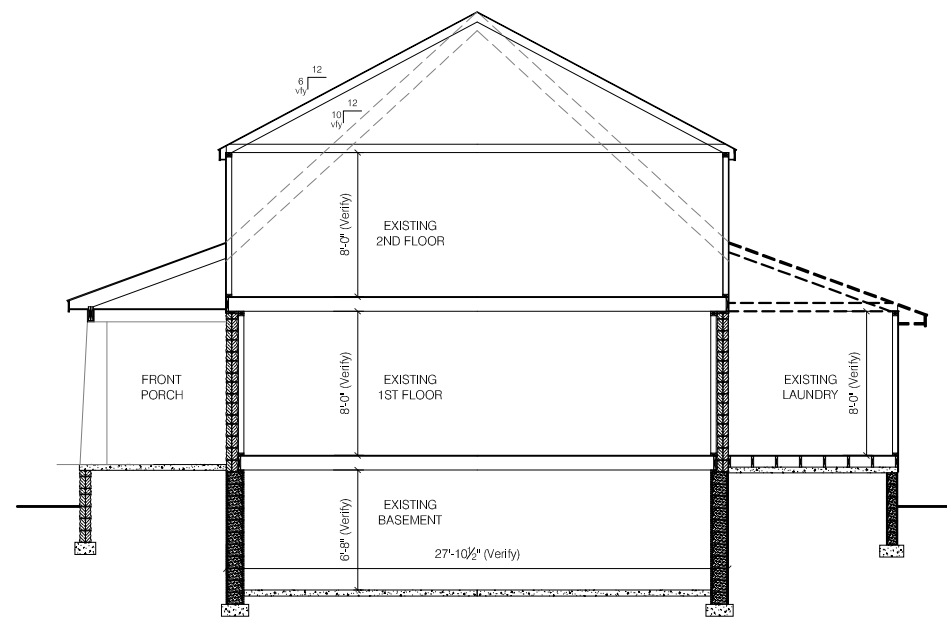 12
6
vfy
12
10
vfy
8'-0" (Verify)
EXISTING
2ND FLOOR
FRONT
PORCH
8'-0" (Verify)
EXISTING
1ST FLOOR
EXISTING
LAUNDRY
8'-0" (Verify)
6'-8" (Verify)
EXISTING
BASEMENT
27'-10½" (Verify)